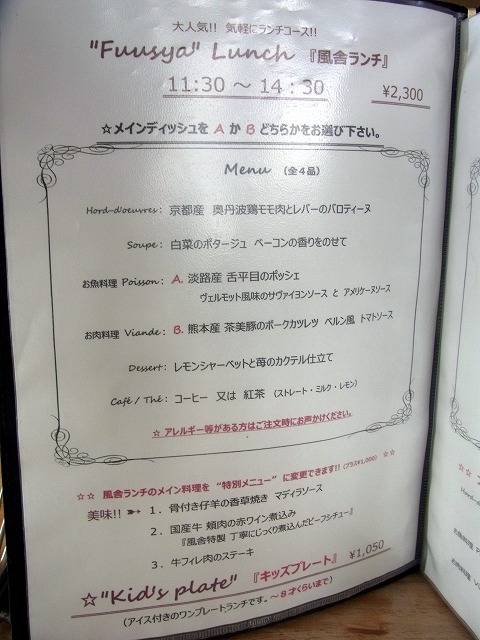 大人気!! 気軽にランチコース!!
"Fuusya" Lunch 『風舎ランチ』
11:30 ～ 14：30
¥2,300
☆メインディッシュを A か B どちらかをお選び下さい。
Menu （全４品）
Hord-d'oeuvres： 京都産 奥丹波鶏モモ肉とレバーのバロティーヌ
Soupe： 白菜のポタージュ ベーコンの香りをのせて
お魚料理 Poisson： A. 淡路産 舌平目のポッシェ
ヴェルモット風味のサヴァイヨンソース と アメリケーヌソース
お肉料理 Viande： B. 熊本産 茶美豚のポークカツレツ ベルン風 トマトソース
Dessert： レモンシャーベットと苺のカクテル仕立て
Café / Thé： コーヒー 又は 紅茶 （ストレート・ミルク・レモン）
☆ アレルギー等がある方はご注文時にお声かけください。
☆☆ 風舎ランチのメイン料理を “特別メニュー” に変更できます!! (プラス¥1,000) ☆☆
美味!! ➳ １．骨付き仔羊の香草焼き マディラソース
２．国産牛 頬肉の赤ワイン煮込み
『風舎特製 丁寧にじっくり煮込んだビーフシチュー』
３．牛フィレ肉のステーキ
☆"Kid's plate" 『キッズプレート』 ¥1,050
(アイス付きのワンプレートランチです。～８才くらいまで)